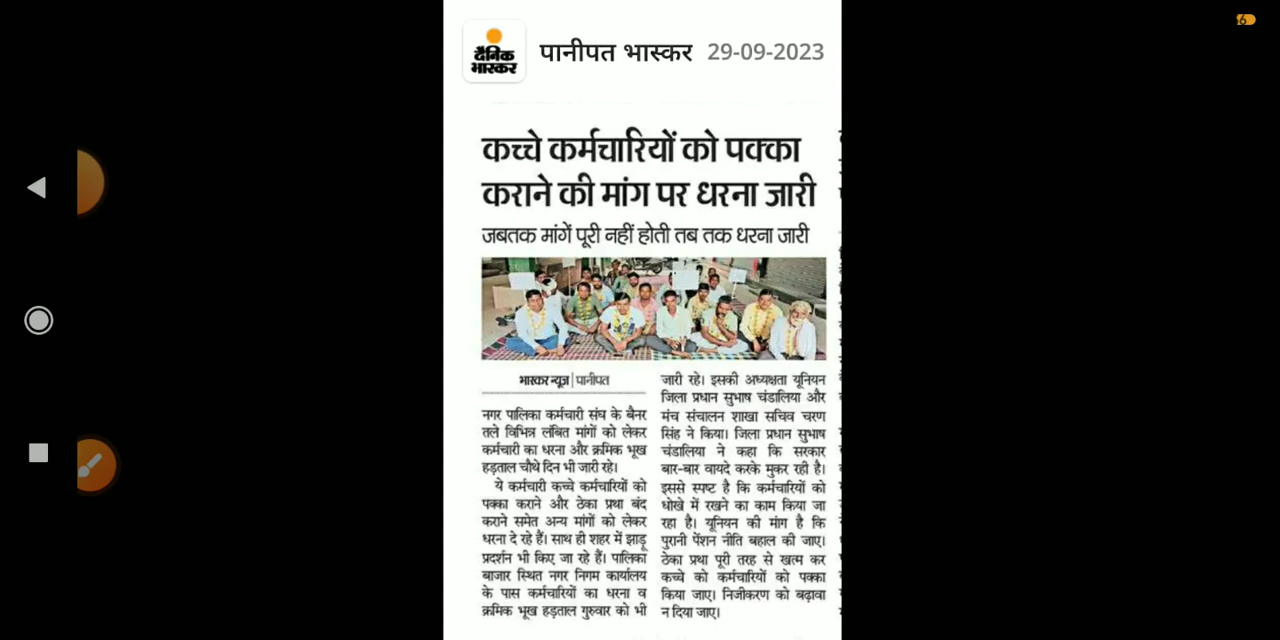 दैनिक
भास्कर
पानीपत भास्कर 29-09-2023
कच्चे कर्मचारियों को पक्का
कराने की मांग पर धरना जारी
जबतक मांगें पूरी नहीं होती तब तक धरना जारी
भास्कर न्यूज | पानीपत
नगर पालिका कर्मचारी संघ के बैनर
तले विभिन्न लंबित मांगों को लेकर
कर्मचारी का धरना और क्रमिक भूख
हड़ताल चौथे दिन भी जारी रहे।
ये कर्मचारी कच्चे कर्मचारियों को
पक्का कराने और ठेका प्रथा बंद
कराने समेत अन्य मांगों को लेकर
धरना दे रहे हैं। साथ ही शहर में झाड़ू
प्रदर्शन भी किए जा रहे हैं। पालिका
बाजार स्थित नगर निगम कार्यालय
के पास कर्मचारियों का धरना व
क्रमिक भूख हड़ताल गुरुवार को भी
जारी रहे। इसकी अध्यक्षता यूनियन
जिला प्रधान सुभाष चंडालिया और
मंच संचालन शाखा सचिव चरण
सिंह ने किया। जिला प्रधान सुभाष
चंडालिया ने कहा कि सरकार
बार-बार वायदे करके मुकर रही है।
इससे स्पष्ट है कि कर्मचारियों को
धोखे में रखने का काम किया जा
रहा है। यूनियन की मांग है कि
पुरानी पेंशन नीति बहाल की जाए।
ठेका प्रथा पूरी तरह से खत्म कर
कच्चे को कर्मचारियों को पक्का
किया जाए। निजीकरण को बढ़ावा
न दिया जाए।